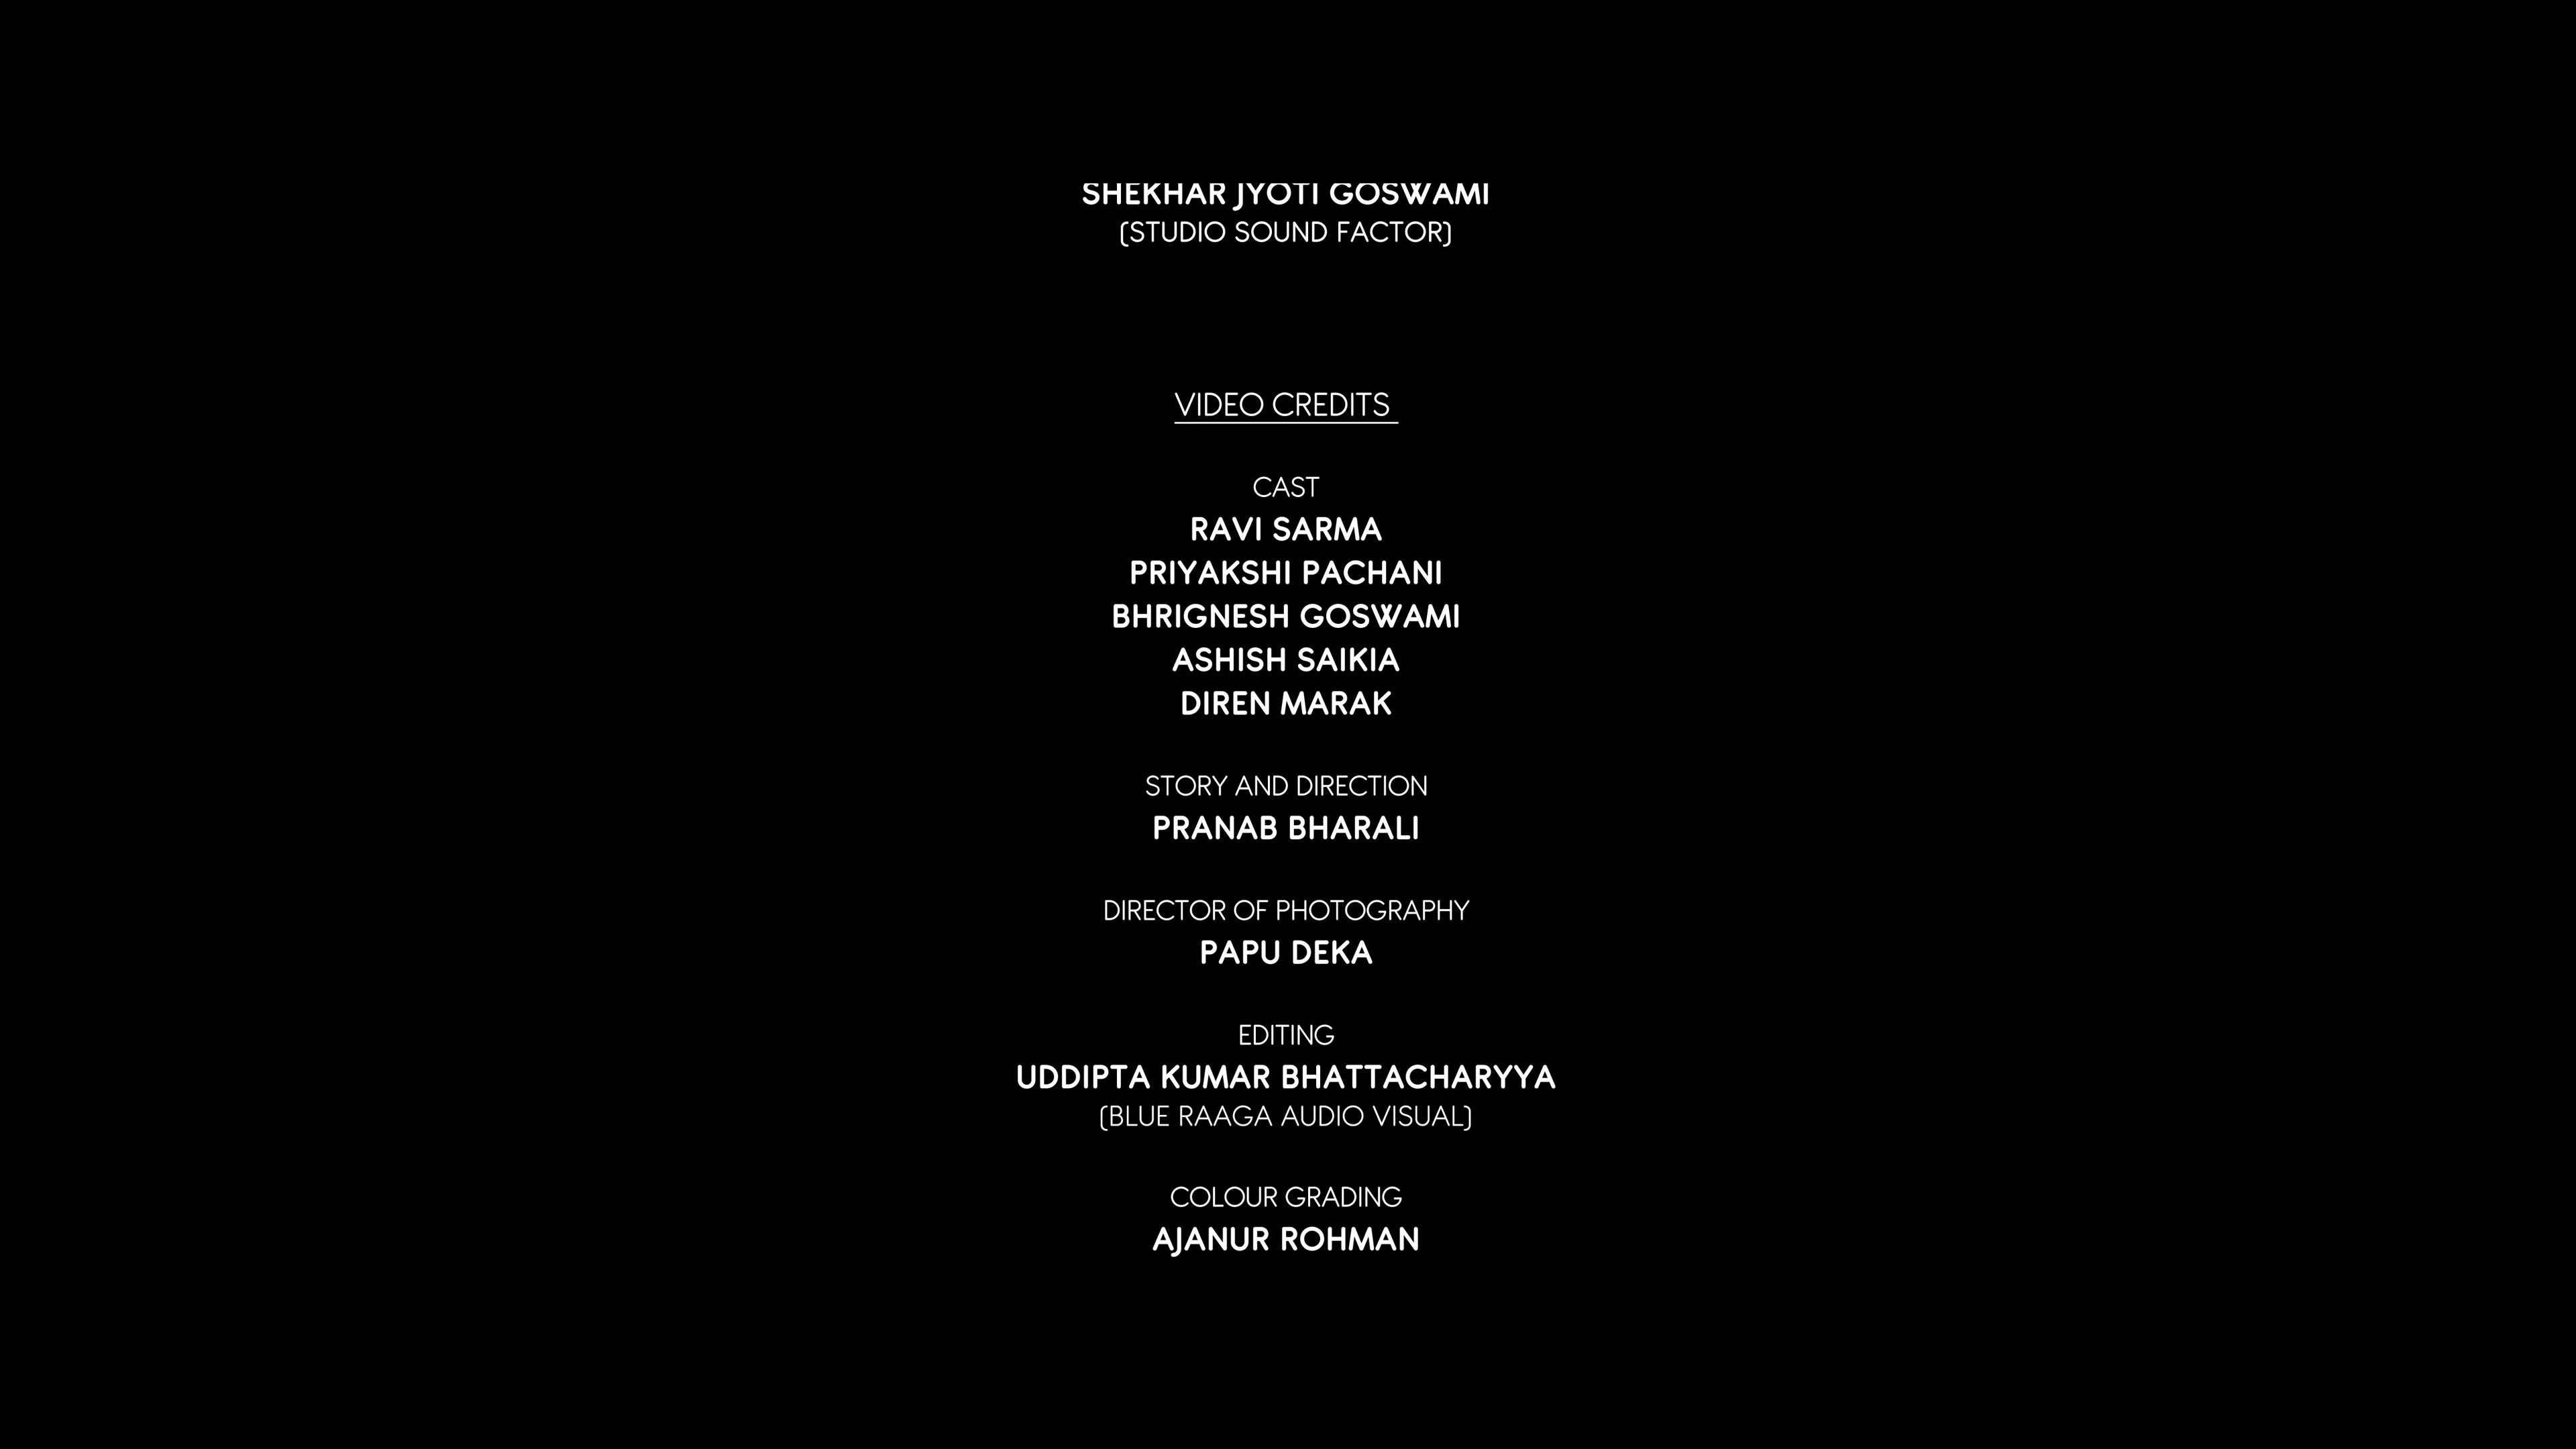 SHEKHAR JYOTI GOSWAMI
(STUDIO SOUND FACTOR)
VIDEO CREDITS
CAST
RAVI SARMA
PRIYAKSHI PACHANI
BHRIGNESH GOSWAMI
ASHISH SAIKIA
DIREN MARAK
STORY AND DIRECTION
PRANAB BHARALI
DIRECTOR OF PHOTOGRAPHY
PAPU DEKA
EDITING
UDDIPTA KUMAR BHATTACHARYYA
(BLUE RAAGA AUDIO VISUAL)
COLOUR GRADING
AJANUR ROHMAN